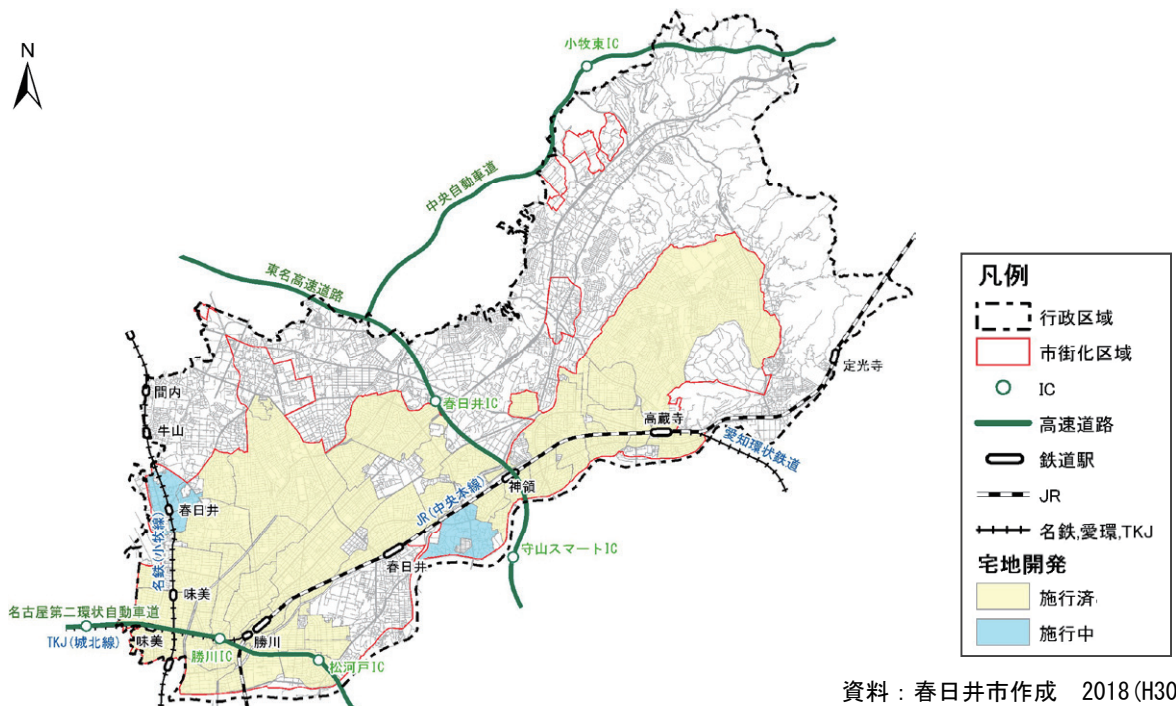 N
小牧東IC
中央自動車道
東名高速道路
間内
牛山
春日井IC
高蔵寺
定光寺
愛知環状鉄道
神領
JR(中央本線)
春日井
名鉄(小牧線)
守山スマートIC
春日井
味美
名古屋第二環状自動車道
TKJ(城北線)
味美
勝川IC
勝川
松河戸IC
凡例
行政区域
市街化区域
IC
高速道路
鉄道駅
JR
名鉄,愛環,TKJ
宅地開発
施行済
施行中
資料：春日井市作成 2018(H30